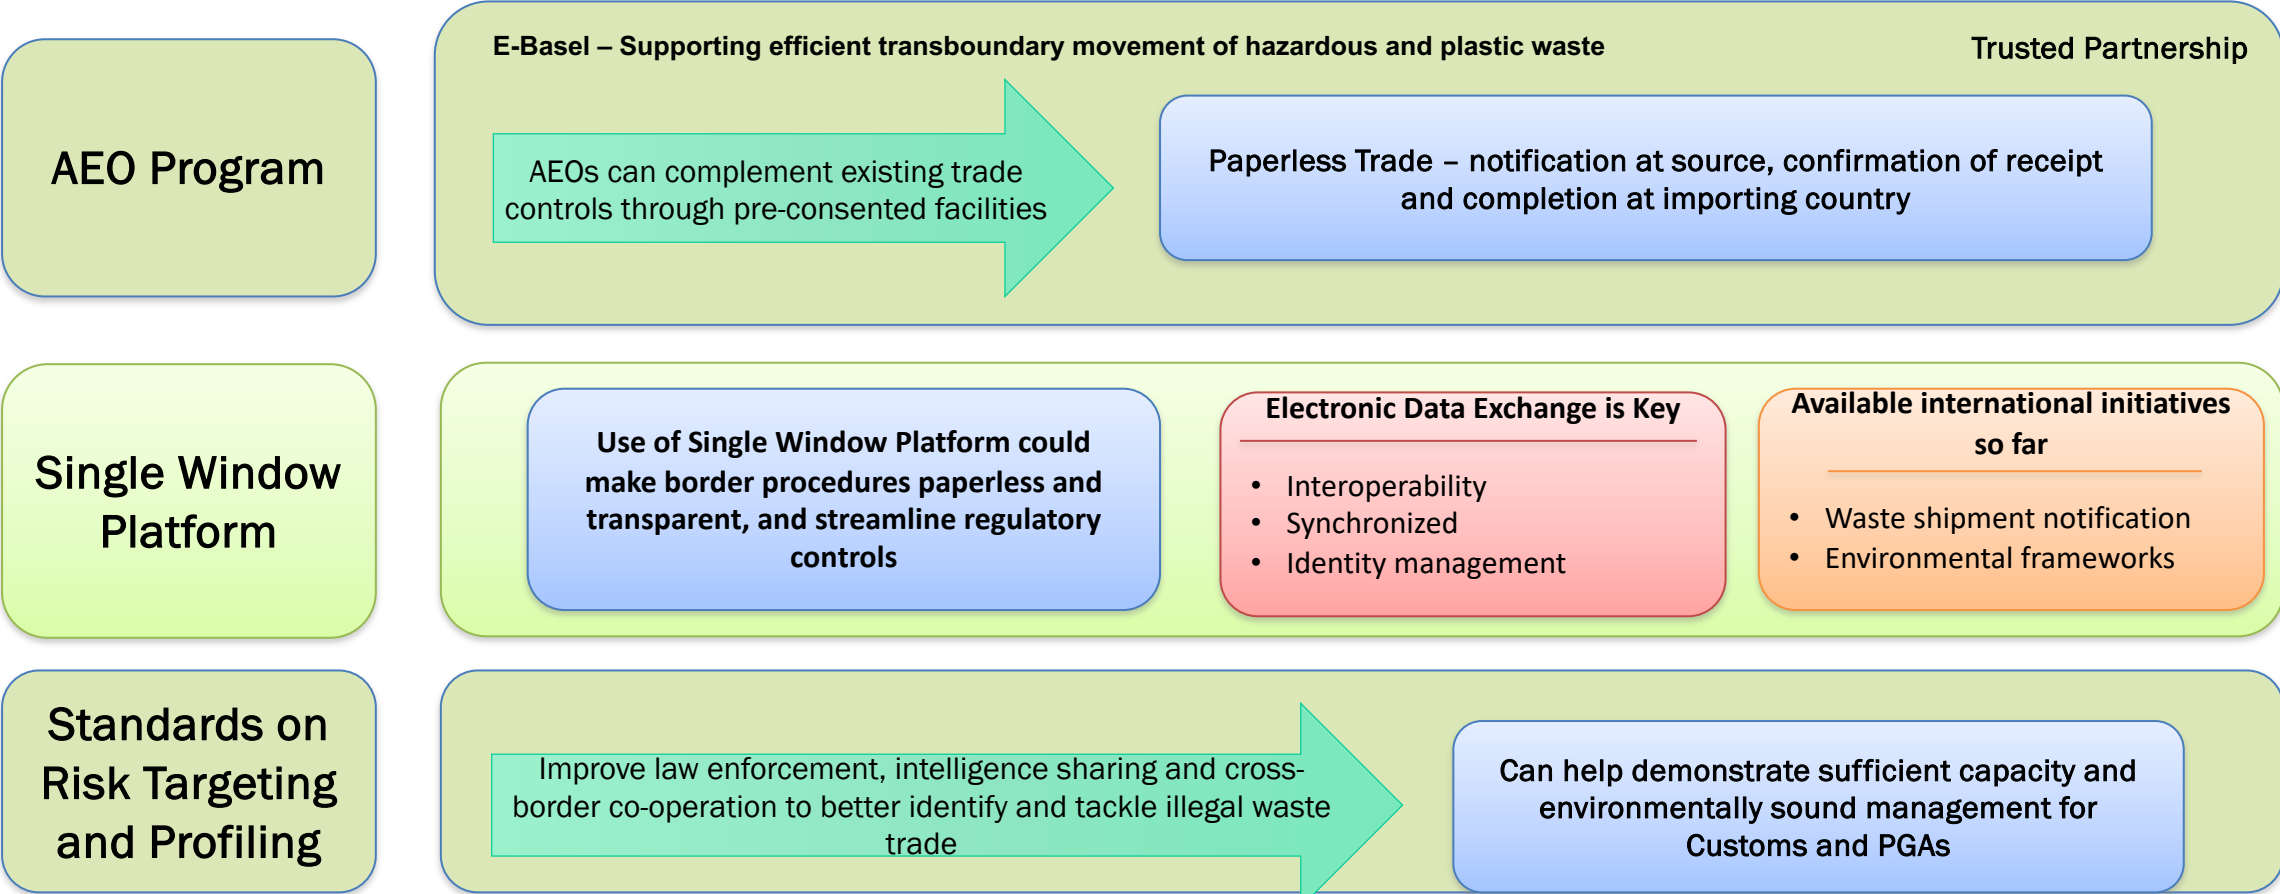 AEO Program
E-Basel – Supporting efficient transboundary movement of hazardous and plastic waste
Trusted Partnership
AEOs can complement existing trade
controls through pre-consented facilities
Paperless Trade – notification at source, confirmation of receipt
and completion at importing country
Single Window
Platform
Use of Single Window Platform could
make border procedures paperless and
transparent, and streamline regulatory
controls
Electronic Data Exchange is Key
• Interoperability
• Synchronized
• Identity management
Available international initiatives
so far
• Waste shipment notification
• Environmental frameworks
Standards on
Risk Targeting
and Profiling
Improve law enforcement, intelligence sharing and cross-
border co-operation to better identify and tackle illegal waste
trade
Can help demonstrate sufficient capacity and
environmentally sound management for
Customs and PGAs